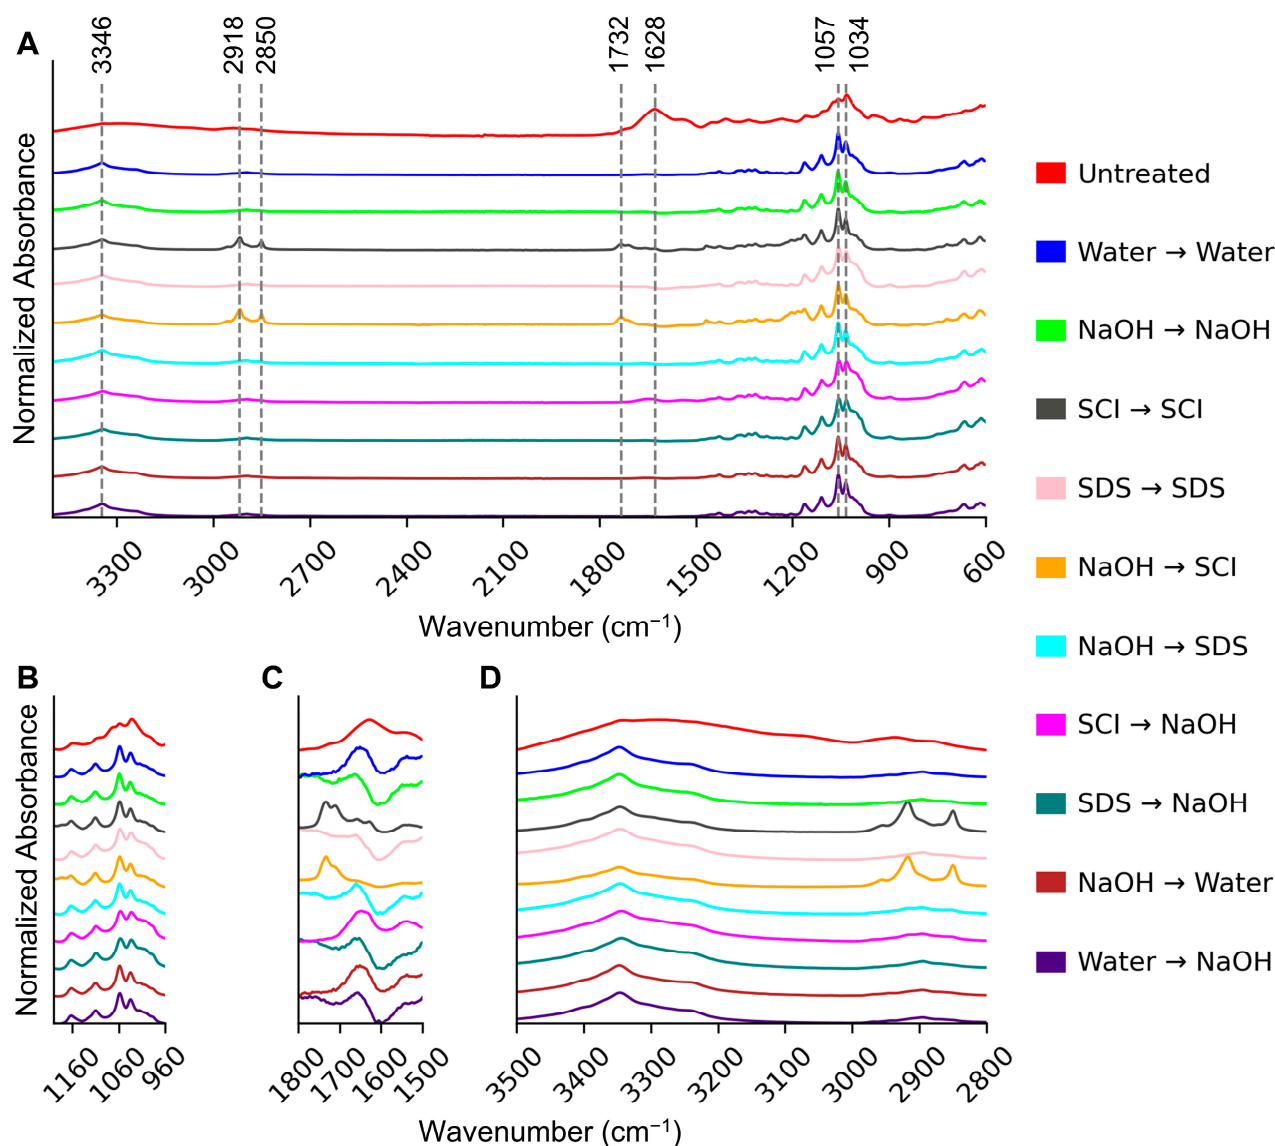 A
3346
2918
2850
1732
1628
1057
1034
Normalized Absorbance
3300
3000
2700
2400
2100
1800
1500
1200
900
600
Wavenumber (cm⁻¹)
Untreated
Water → Water
NaOH → NaOH
SCI → SCI
SDS → SDS
NaOH → SCI
NaOH → SDS
SCI → NaOH
SDS → NaOH
NaOH → Water
Water → NaOH
B
C
D
Normalized Absorbance
1160
1060
960
1800
1700
1600
1500
3500
3400
3300
3200
3100
3000
2900
2800
Wavenumber (cm⁻¹)